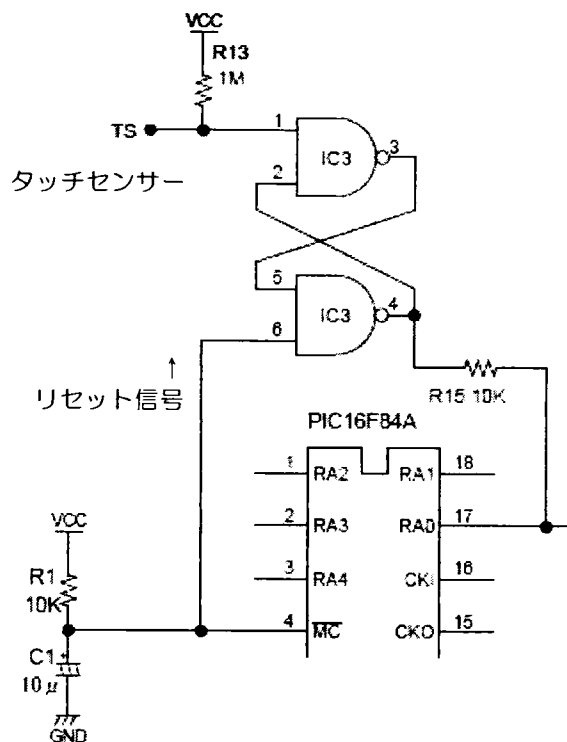 VCC
R13
1M
TS
1
3
IC3
2
タッチセンサー
5
4
IC3
6
↑
リセット信号
R15 10K
PIC16F84A
1 RA2 RA1 18
2 RA3 RA0 17
3 RA4 CKI 16
4 MC CKO 15
VCC
R1
10K
C1 +
10μ
GND